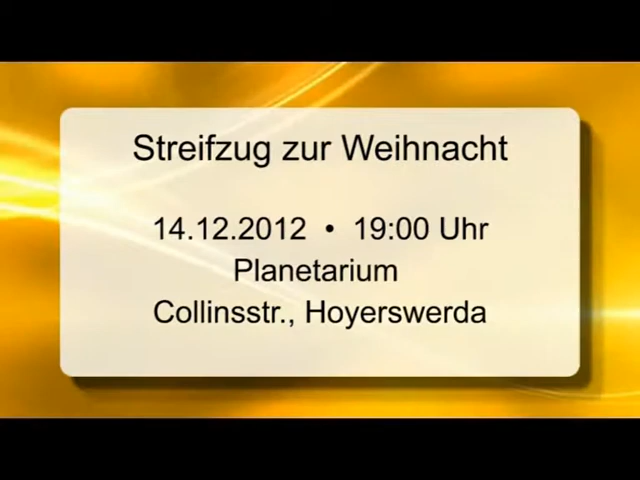 Streifzug zur Weihnacht
14.12.2012 • 19:00 Uhr
Planetarium
Collinsstr., Hoyerswerda